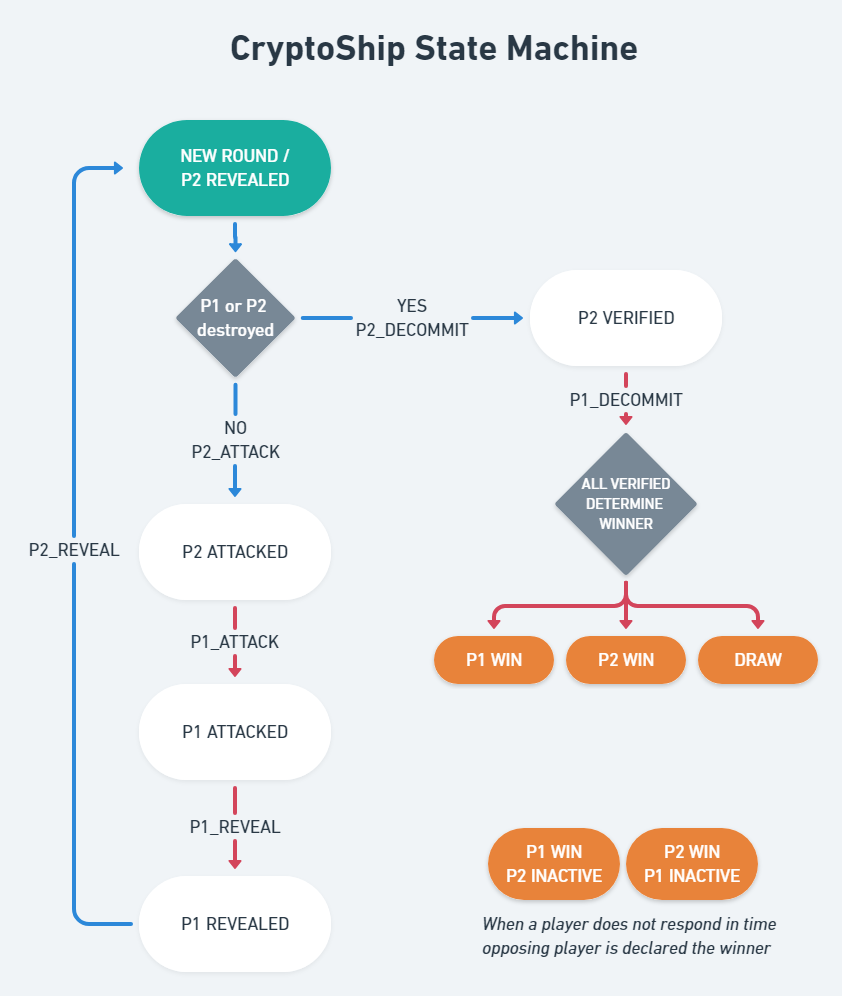 CryptoShip State Machine
NEW ROUND /
P2 REVEALED
P1 or P2
destroyed
YES
P2_DECOMMIT
P2 VERIFIED
P1_DECOMMIT
NO
P2_ATTACK
ALL VERIFIED
DETERMINE
WINNER
P2_REVEAL
P2 ATTACKED
P1_ATTACK
P1 WIN
P2 WIN
DRAW
P1 ATTACKED
P1_REVEAL
P1 WIN
P2 INACTIVE
P2 WIN
P1 INACTIVE
P1 REVEALED
When a player does not respond in time
opposing player is declared the winner